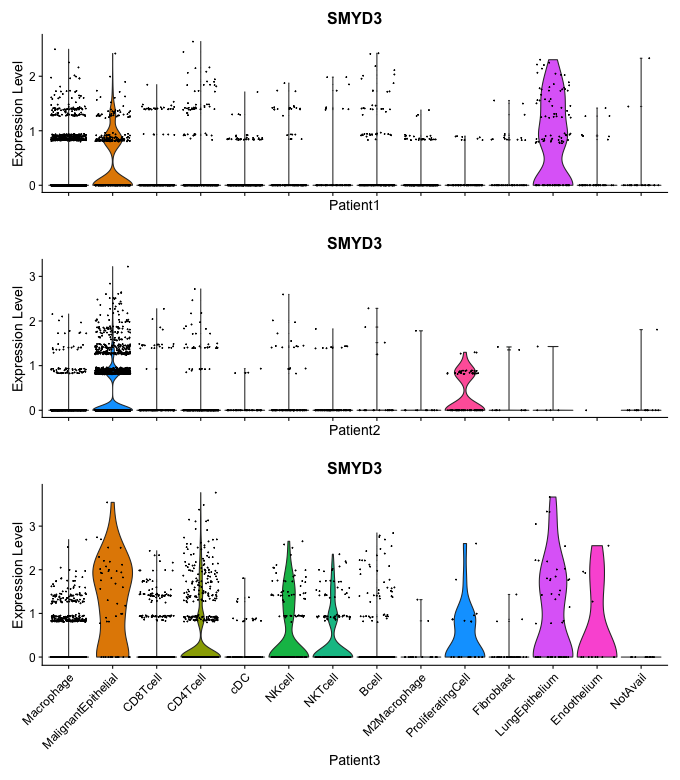 SMYD3
Expression Level
2
1
0
Patient1
SMYD3
Expression Level
3
2
1
0
Patient2
SMYD3
Expression Level
3
2
1
0
Macrophage
MalignantEpithelial
CD8Tcell
CD4Tcell
cDC
NKcell
NKTcell
Bcell
M2Macrophage
ProliferatingCell
Fibroblast
LungEpithelium
Endothelium
NotAvail
Patient3